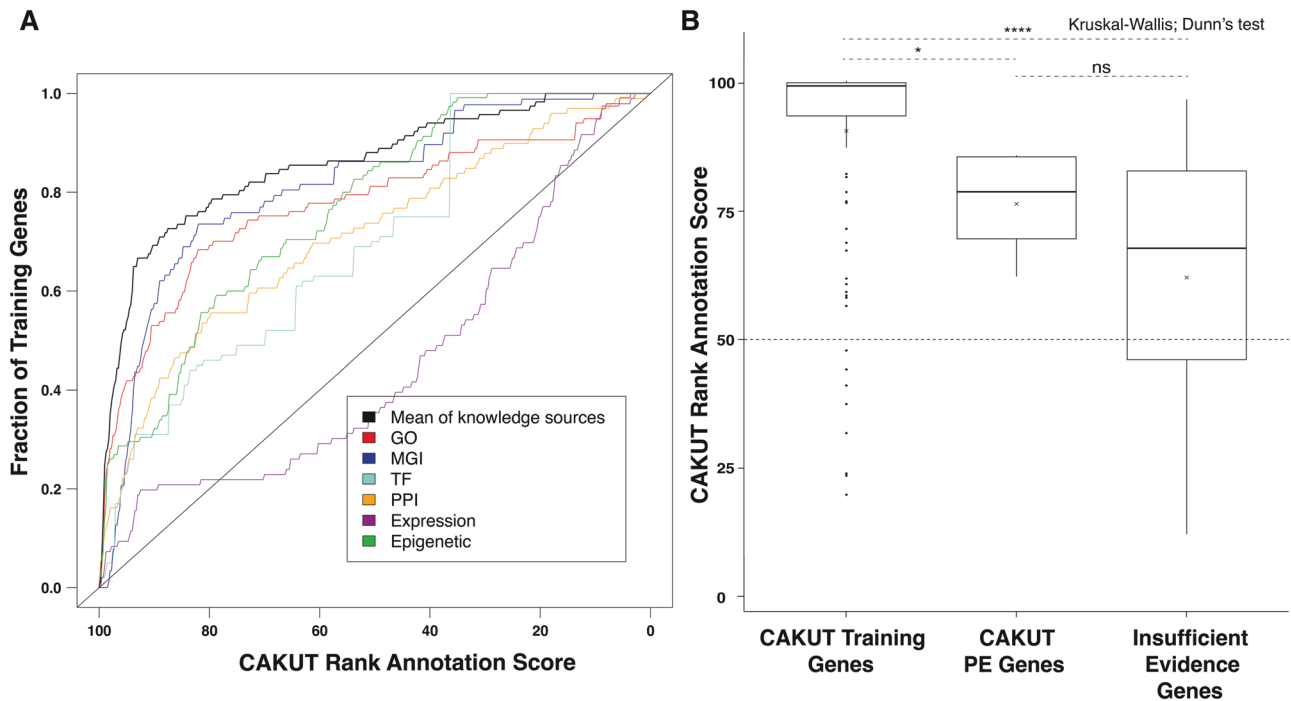 A
Fraction of Training Genes
1.0
0.8
0.6
0.4
0.2
0.0
100
80
60
40
20
0
CAKUT Rank Annotation Score
Mean of knowledge sources
GO
MGI
TF
PPI
Expression
Epigenetic
B
Kruskal-Wallis; Dunn's test
****
*
ns
CAKUT Rank Annotation Score
100
75
50
25
0
CAKUT Training
Genes
CAKUT
PE Genes
Insufficient
Evidence
Genes